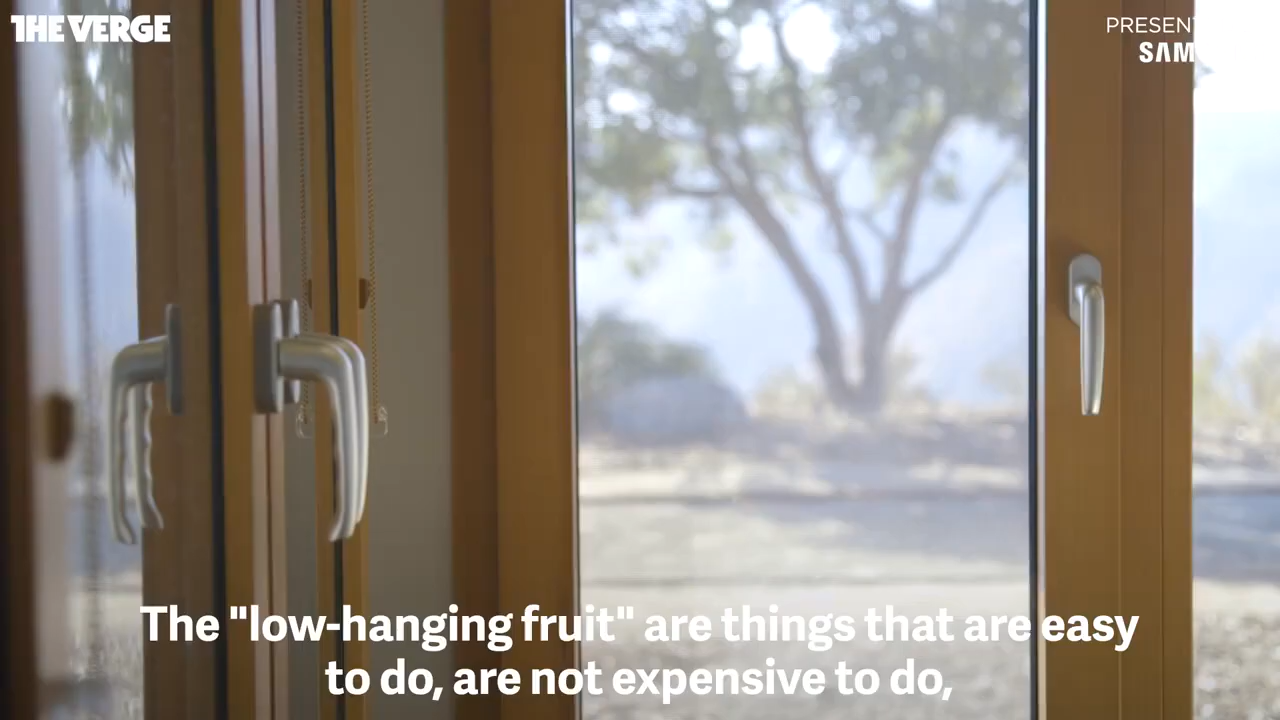 THE VERGE
PRESENT
SAM
The "low-hanging fruit" are things that are easy
to do, are not expensive to do,